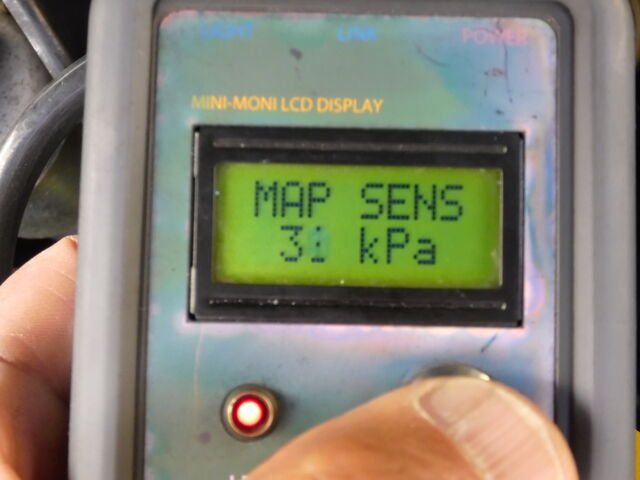 LIGHT LINK POWER
MINI-MONI LCD DISPLAY
MAP SENS
kPa